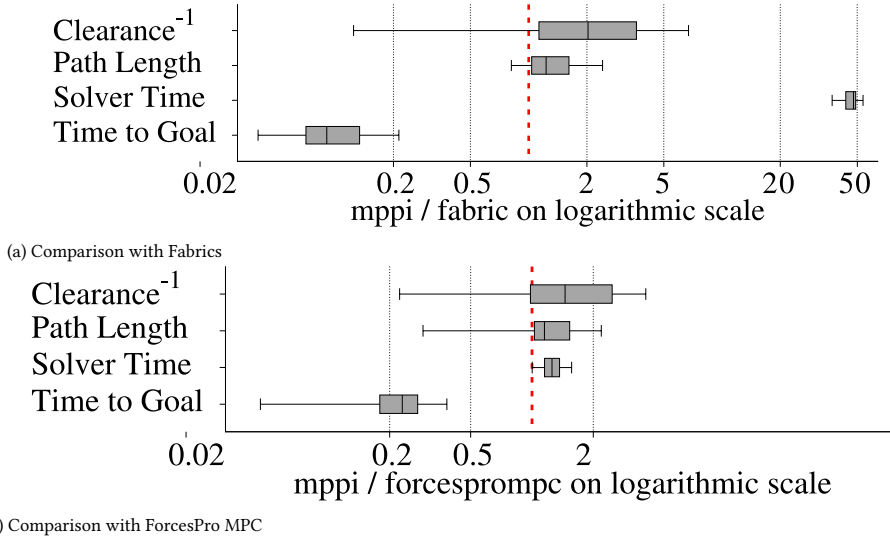 Clearance-1
Path Length
Solver Time
Time to Goal
0.02 0.2 0.5 2 5 20 50
mppi / fabric on logarithmic scale
(a) Comparison with Fabrics
Clearance-1
Path Length
Solver Time
Time to Goal
0.02 0.2 0.5 2
mppi / forcesprompc on logarithmic scale
) Comparison with ForcesPro MPC